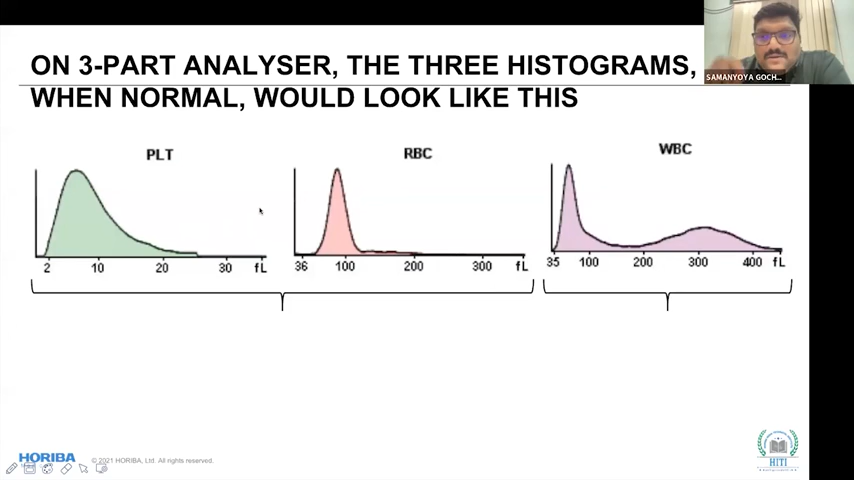 SAMANYOYA GOCH...
ON 3-PART ANALYSER, THE THREE HISTOGRAMS,
WHEN NORMAL, WOULD LOOK LIKE THIS
PLT
RBC
WBC
2 10 20 30 fL
36 100 200 300 fL
35 100 200 300 400 fL
HORIBA
© 2021 HORIBA, Ltd. All rights reserved.
HITI